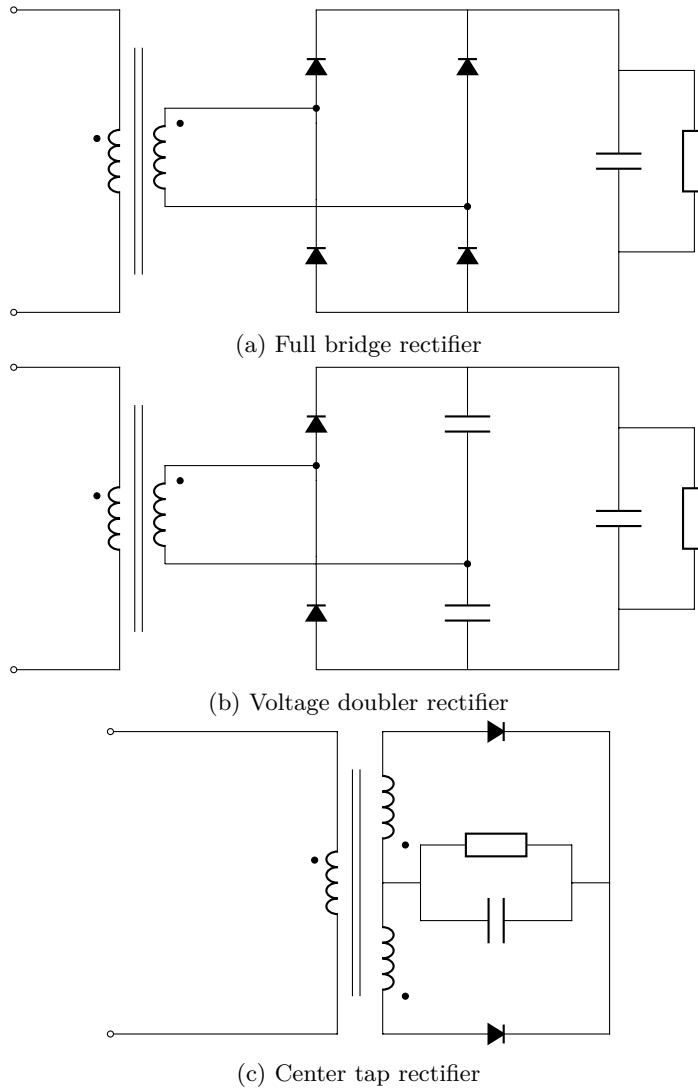 (a) Full bridge rectifier
(b) Voltage doubler rectifier
(c) Center tap rectifier